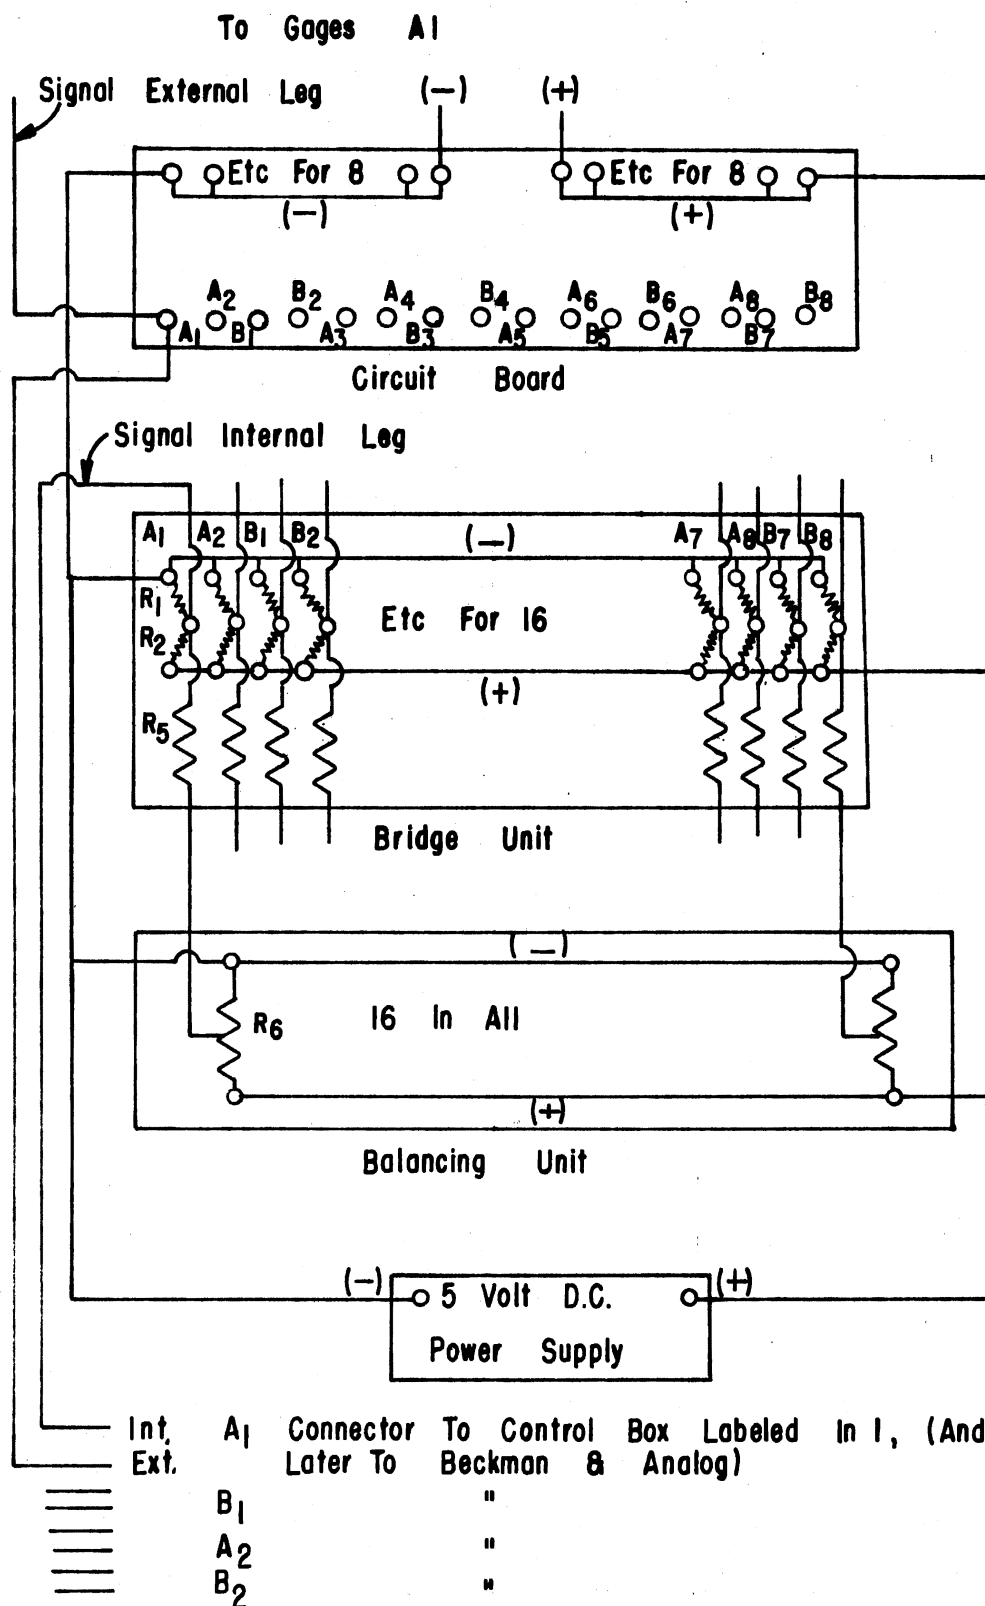 To Gages A1
Signal External Leg (-) (+)
Etc For 8 Etc For 8
(-) (+)
A2 B2 A4 B4 A6 B6 A8 B8
A1 B1 A3 B3 A5 B5 A7 B7
Circuit Board
Signal Internal Leg
A1 A2 B1 B2 (-) A7 A8 B7 B8
R1
Etc For 16
R2
(+)
R5
Bridge Unit
(-)
R6 16 In All
(+)
Balancing Unit
(-) 5 Volt D.C. (+)
Power Supply
Int. A1 Connector To Control Box Labeled In 1, (And
Ext. Later To Beckman & Analog)
B1 "
A2 "
B2 "